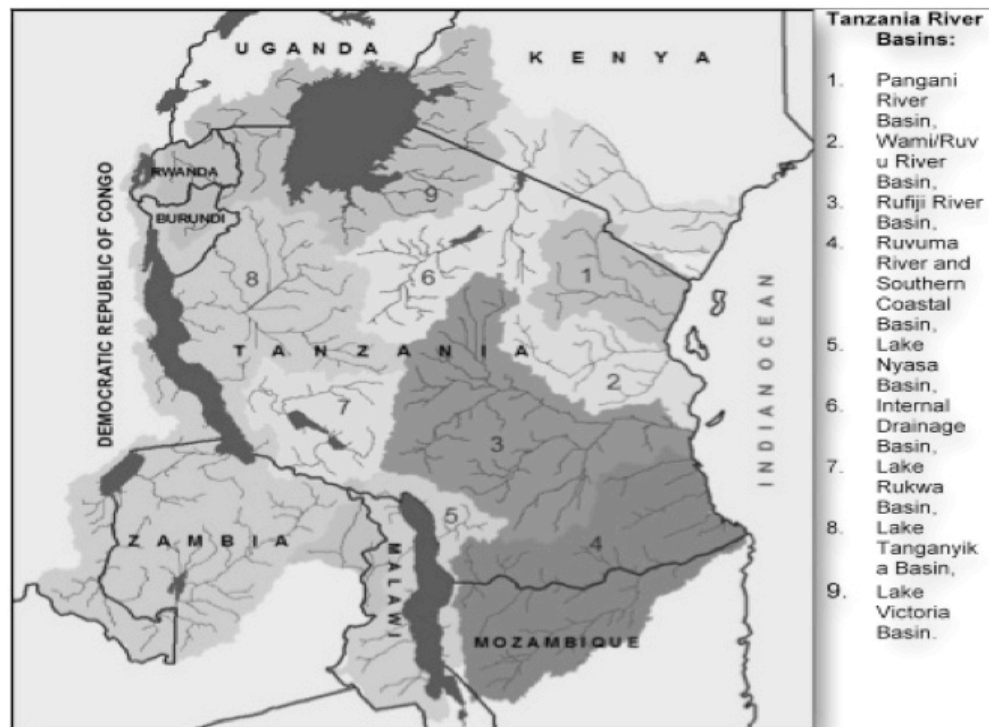 UGANDA
KENYA
RWANDA
BURUNDI
DEMOCRATIC REPUBLIC OF CONGO
9
8
6
1
TANZANIA
2
7
3
INDIAN OCEAN
5
4
ZAMBIA
MALAWI
MOZAMBIQUE
Tanzania River
Basins:
1. Pangani
River
Basin,
2. Wami/Ruv
u River
Basin,
3. Rufiji River
Basin,
4. Ruvuma
River and
Southern
Coastal
Basin,
5. Lake
Nyasa
Basin,
6. Internal
Drainage
Basin,
7. Lake
Rukwa
Basin,
8. Lake
Tanganyik
a Basin,
9. Lake
Victoria
Basin.